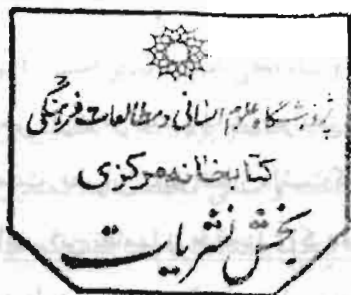 پژوهشگاه علوم انسانی و مطالعات فرهنگی
کتابخانه مرکزی
بخش نشریات